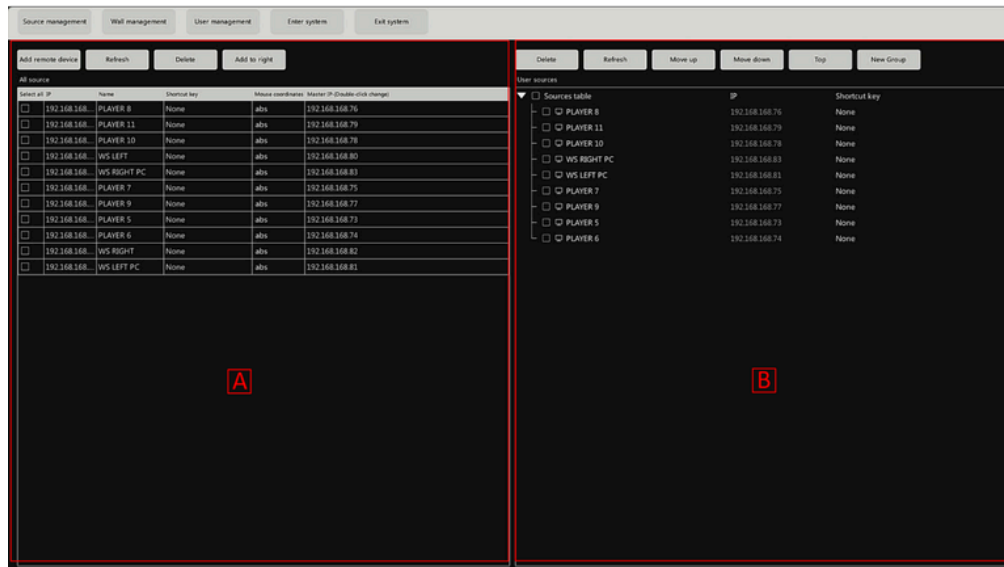 Source management Wall management User management Enter system Exit system
Add remote device Refresh Delete Add to right
All source
Select all IP Name Shortcut key Mouse coordinates Master IP-(Double-click change)
192.168.168.... PLAYER 8 None abs 192.168.168.76
192.168.168.... PLAYER 11 None abs 192.168.168.79
192.168.168.... PLAYER 10 None abs 192.168.168.78
192.168.168.... WS LEFT None abs 192.168.168.80
192.168.168.... WS RIGHT PC None abs 192.168.168.83
192.168.168.... PLAYER 7 None abs 192.168.168.75
192.168.168.... PLAYER 9 None abs 192.168.168.77
192.168.168.... PLAYER 5 None abs 192.168.168.73
192.168.168.... PLAYER 6 None abs 192.168.168.74
192.168.168.... WS RIGHT None abs 192.168.168.82
192.168.168.... WS LEFT PC None abs 192.168.168.81
A
Delete Refresh Move up Move down Top New Group
User sources
Sources table IP Shortcut key
PLAYER 8 192.168.168.76 None
PLAYER 11 192.168.168.79 None
PLAYER 10 192.168.168.78 None
WS RIGHT PC 192.168.168.83 None
WS LEFT PC 192.168.168.81 None
PLAYER 7 192.168.168.75 None
PLAYER 9 192.168.168.77 None
PLAYER 5 192.168.168.73 None
PLAYER 6 192.168.168.74 None
B